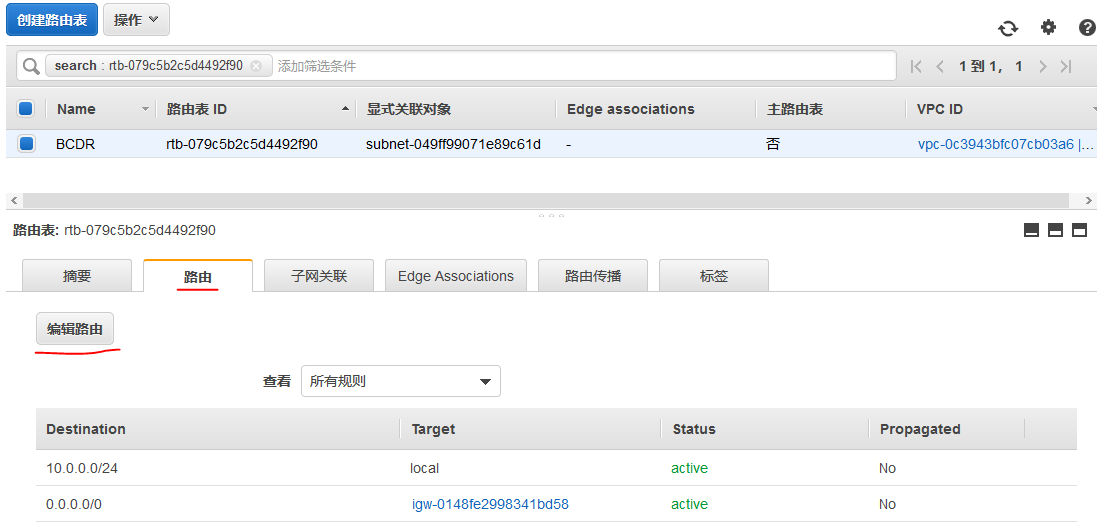 创建路由表 操作
search : rtb-079c5b2c5d4492f90 添加筛选条件 1 到 1， 1
Name 路由表 ID 显式关联对象 Edge associations 主路由表 VPC ID
BCDR rtb-079c5b2c5d4492f90 subnet-049ff99071e89c61d - 否 vpc-0c3943bfc07cb03a6 |...
路由表: rtb-079c5b2c5d4492f90
摘要 路由 子网关联 Edge Associations 路由传播 标签
编辑路由
查看 所有规则
Destination Target Status Propagated
10.0.0.0/24 local active No
0.0.0.0/0 igw-0148fe2998341bd58 active No